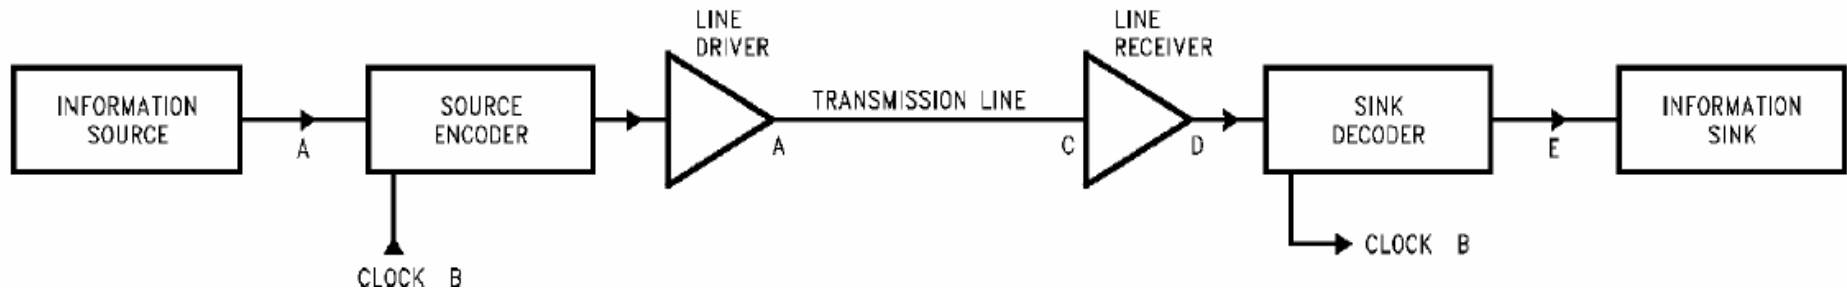 LINE
DRIVER
LINE
RECEIVER
INFORMATION
SOURCE
A
SOURCE
ENCODER
A
TRANSMISSION LINE
C
D
SINK
DECODER
E
INFORMATION
SINK
CLOCK B
CLOCK B